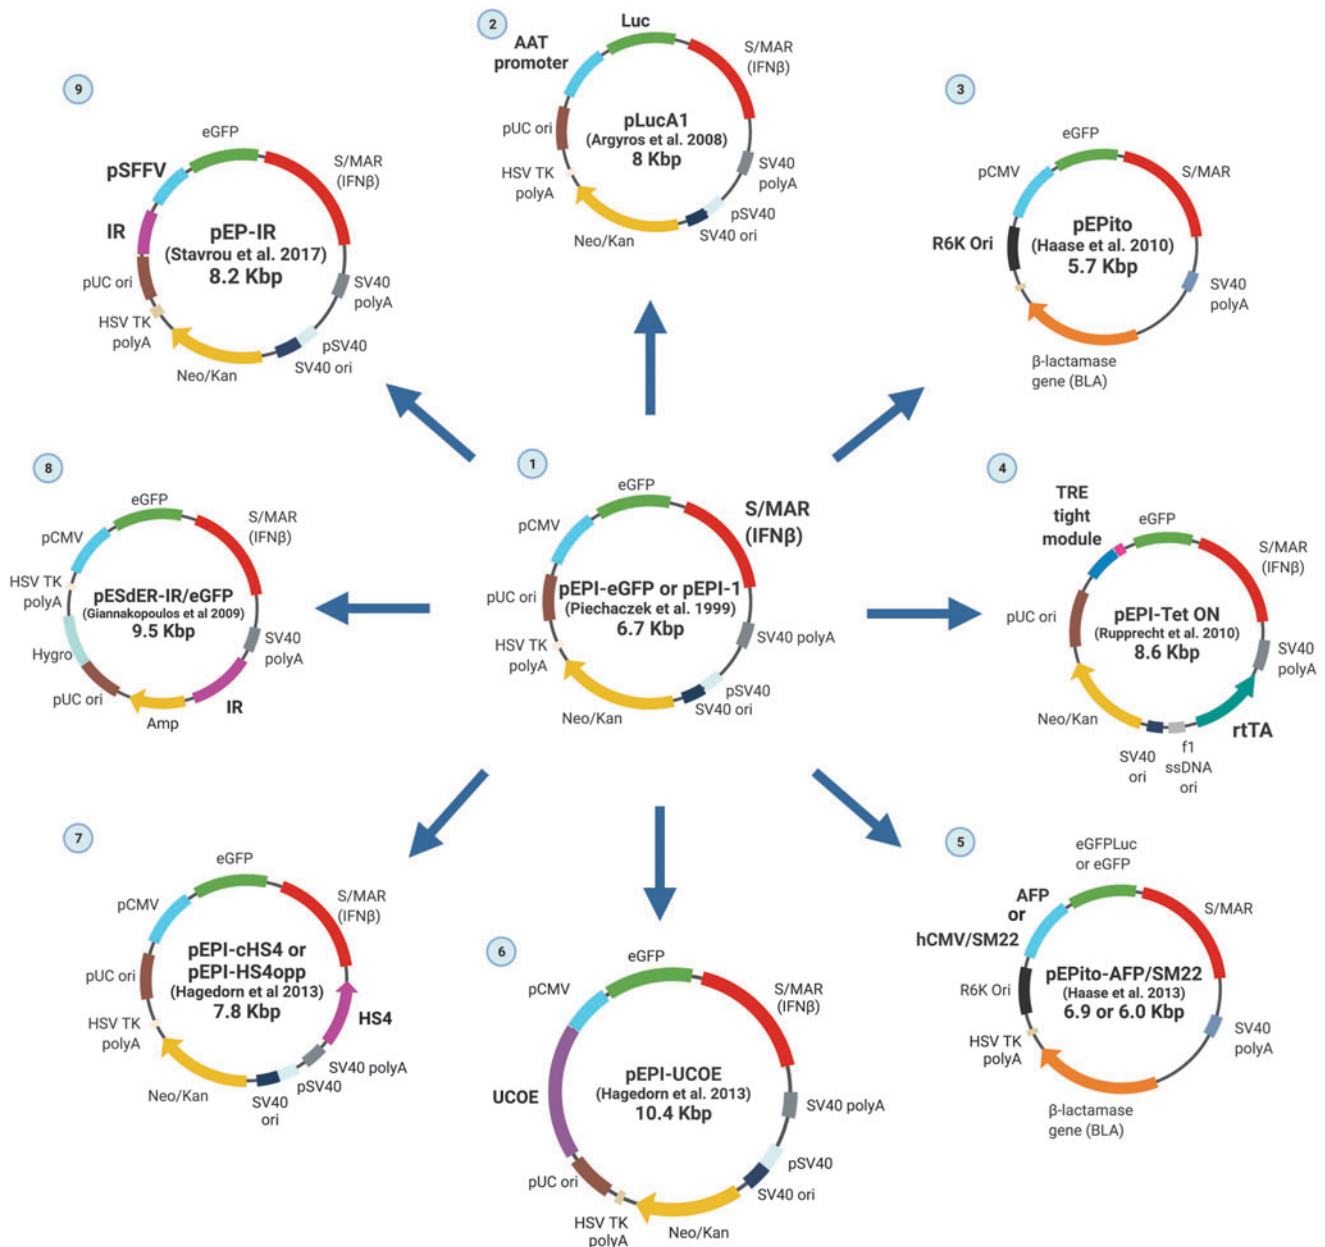 2
AAT
promoter
Luc
S/MAR
(IFNβ)
pUC ori
pLucA1
(Argyros et al. 2008)
8 Kbp
HSV TK
polyA
SV40
polyA
Neo/Kan
pSV40
SV40 ori
9
eGFP
pSFFV
S/MAR
(IFNβ)
IR
pEP-IR
(Stavrou et al. 2017)
8.2 Kbp
pUC ori
SV40
polyA
HSV TK
polyA
pSV40
SV40 ori
Neo/Kan
3
eGFP
pCMV
S/MAR
R6K Ori
pEPito
(Haase et al. 2010)
5.7 Kbp
SV40
polyA
β-lactamase
gene (BLA)
8
eGFP
pCMV
S/MAR
(IFNβ)
HSV TK
polyA
pESdER-IR/eGFP
(Giannakopoulos et al 2009)
9.5 Kbp
Hygro
SV40
polyA
pUC ori
IR
Amp
1
eGFP
pCMV
S/MAR
(IFNβ)
pUC ori
pEPI-eGFP or pEPI-1
(Piechaczek et al. 1999)
6.7 Kbp
HSV TK
polyA
SV40 polyA
pSV40
SV40 ori
Neo/Kan
4
TRE
tight
module
eGFP
S/MAR
(IFNβ)
pUC ori
pEPI-Tet ON
(Rupprecht et al. 2010)
8.6 Kbp
SV40
polyA
Neo/Kan
rtTA
SV40
ori
f1
ssDNA
ori
7
eGFP
pCMV
S/MAR
(IFNβ)
pUC ori
pEPI-cHS4 or
pEPI-HS4opp
(Hagedorn et al 2013)
7.8 Kbp
HS4
HSV TK
polyA
SV40 polyA
pSV40
SV40
ori
Neo/Kan
6
eGFP
pCMV
S/MAR
(IFNβ)
UCOE
pEPI-UCOE
(Hagedorn et al. 2013)
10.4 Kbp
SV40 polyA
pUC ori
pSV40
SV40 ori
HSV TK
polyA
Neo/Kan
5
eGFPLuc
or eGFP
AFP
or
hCMV/SM22
S/MAR
R6K Ori
pEPito-AFP/SM22
(Haase et al. 2013)
6.9 or 6.0 Kbp
HSV TK
polyA
SV40
polyA
β-lactamase
gene (BLA)